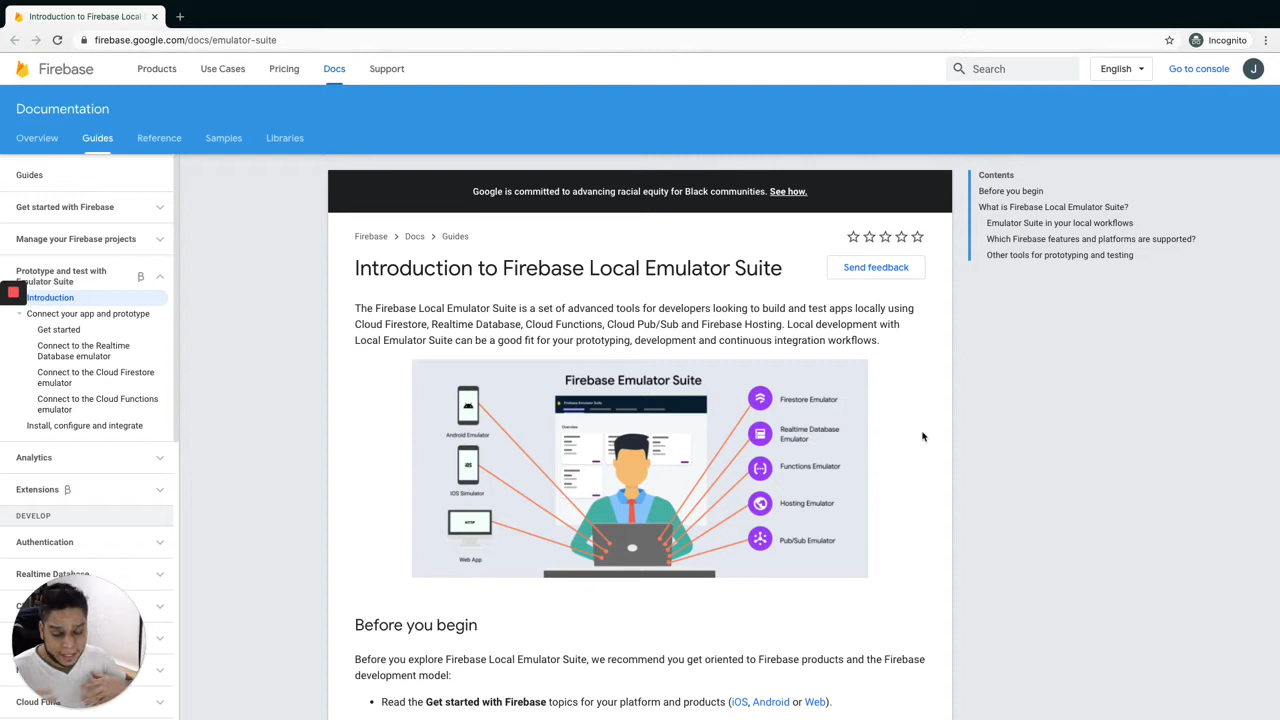 Introduction to Firebase Local
firebase.google.com/docs/emulator-suite
Incognito
Firebase
Products
Use Cases
Pricing
Docs
Support
Search
English
Go to console
J
Documentation
Overview
Guides
Reference
Samples
Libraries
Guides
Get started with Firebase
Manage your Firebase projects
Prototype and test with
Emulator Suite
β
Introduction
Connect your app and prototype
Get started
Connect to the Realtime
Database emulator
Connect to the Cloud Firestore
emulator
Connect to the Cloud Functions
emulator
Install, configure and integrate
Analytics
Extensions β
DEVELOP
Authentication
Realtime Database
Cloud
Google is committed to advancing racial equity for Black communities. See how.
Firebase > Docs > Guides
Introduction to Firebase Local Emulator Suite
Send feedback
The Firebase Local Emulator Suite is a set of advanced tools for developers looking to build and test apps locally using
Cloud Firestore, Realtime Database, Cloud Functions, Cloud Pub/Sub and Firebase Hosting. Local development with
Local Emulator Suite can be a good fit for your prototyping, development and continuous integration workflows.
Firebase Emulator Suite
Firebase Emulator Suite
Overview
Android Emulator
iOS
iOS Simulator
HTTP
Web App
Firestore Emulator
Realtime Database
Emulator
Functions Emulator
Hosting Emulator
Pub/Sub Emulator
Before you begin
Before you explore Firebase Local Emulator Suite, we recommend you get oriented to Firebase products and the Firebase
development model:
• Read the Get started with Firebase topics for your platform and products (iOS, Android or Web).
Contents
Before you begin
What is Firebase Local Emulator Suite?
Emulator Suite in your local workflows
Which Firebase features and platforms are supported?
Other tools for prototyping and testing